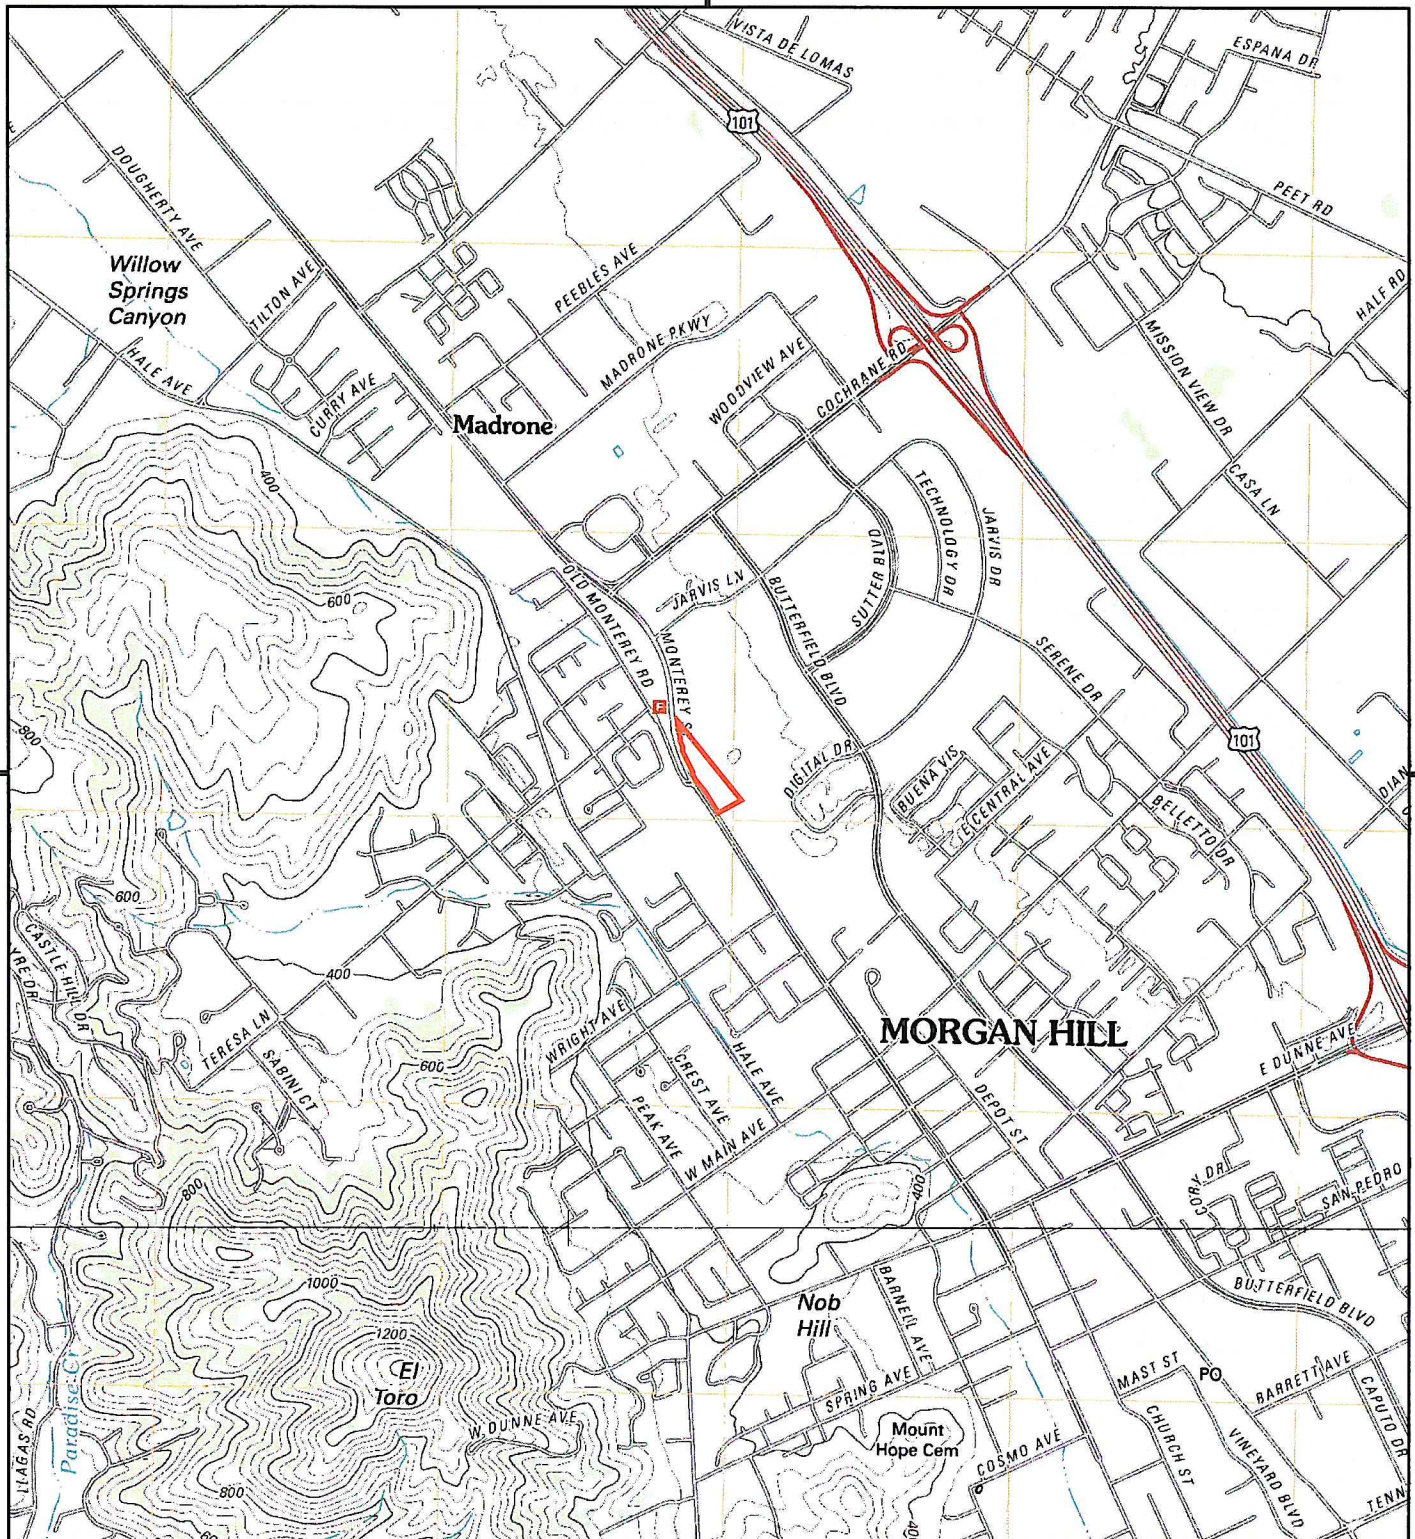 VISTA DE LOMAS
ESPANA DR
101
DOUGHERTY AVE
PEET RD
Willow
Springs
Canyon
TILTON AVE
PEEBLES AVE
HALF RD
MADRONE PKWY
HALE AVE
CURRY AVE
WOODVIEW AVE
COCHRANE RD
MISSION VIEW DR
Madrone
400
CASA LN
TECHNOLOGY DR
JARVIS DR
SUTTER BLVD
600
OLD MONTEREY RD
JARVIS LN
BUTTERFIELD BLVD
MONTEREY
SERENE DR
F
800
101
DIGITAL DR
BUENA VIS
E CENTRAL AVE
BELLETTO DR
DIAN
600
CASTLE HILL DR
YRE DR
400
TERESA LN
SABINI CT
WRIGHT AVE
MORGAN HILL
E DUNNE AVE
600
HALE AVE
CREST AVE
PEAK AVE
W MAIN AVE
DEPOT ST
800
400
CORY DR
SAN PEDRO
1000
Nob
Hill
BARNELL AVE
BUTTERFIELD BLVD
1200
El
Toro
Paradise Cr
LLAGAS RD
W DUNNE AVE
SPRING AVE
MAST ST
PO
BARRETT AVE
CAPUTO DR
Mount
Hope Cem
COSMO AVE
CHURCH ST
VINEYARD BLVD
800
TENN